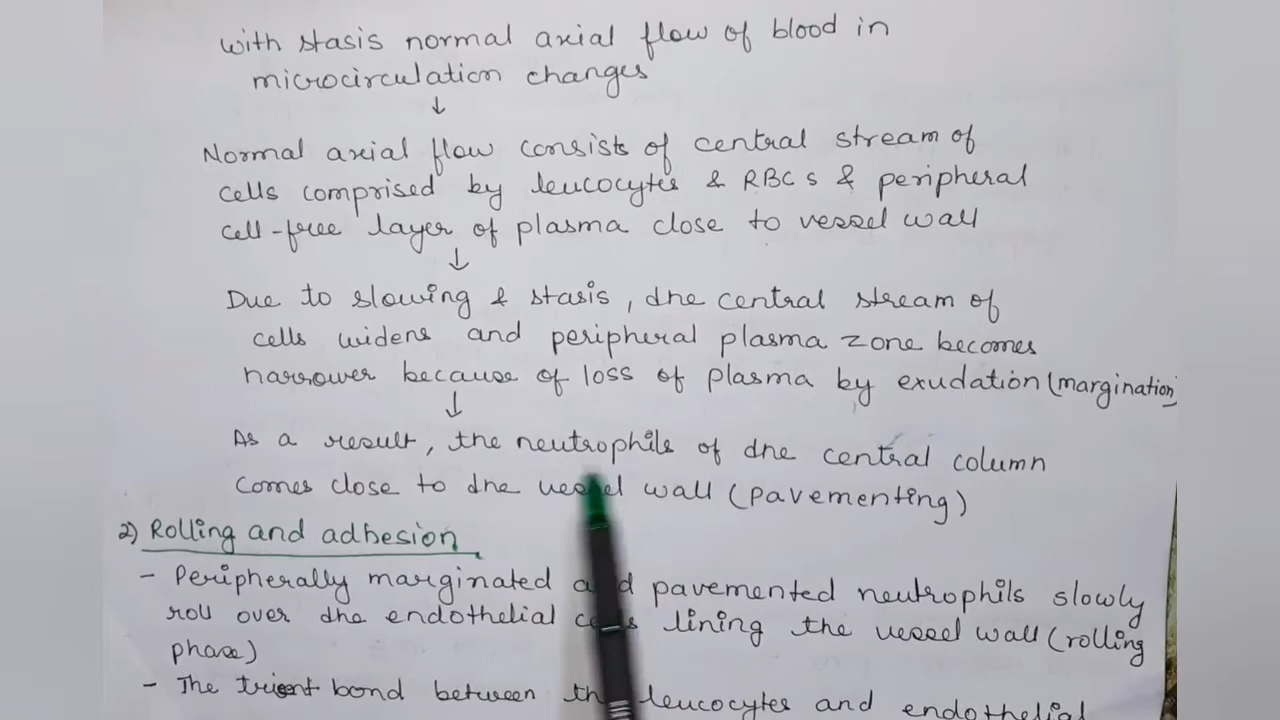 With stasis normal axial flow of blood in
microcirculation changes
↓
Normal axial flow consists of central stream of
cells comprised by leucocytes & RBCs & peripheral
cell-free layer of plasma close to vessel wall
↓
Due to slowing & stasis, the central stream of
cells widens and peripheral plasma zone becomes
narrower because of loss of plasma by exudation (margination)
↓
As a result, the neutrophils of the central column
comes close to the vessel wall (pavementing)
2) Rolling and adhesion
- Peripherally marginated and pavemented neutrophils slowly
roll over the endothelial cells lining the vessel wall (rolling
phase)
- The bond between the leucocytes and endothelial